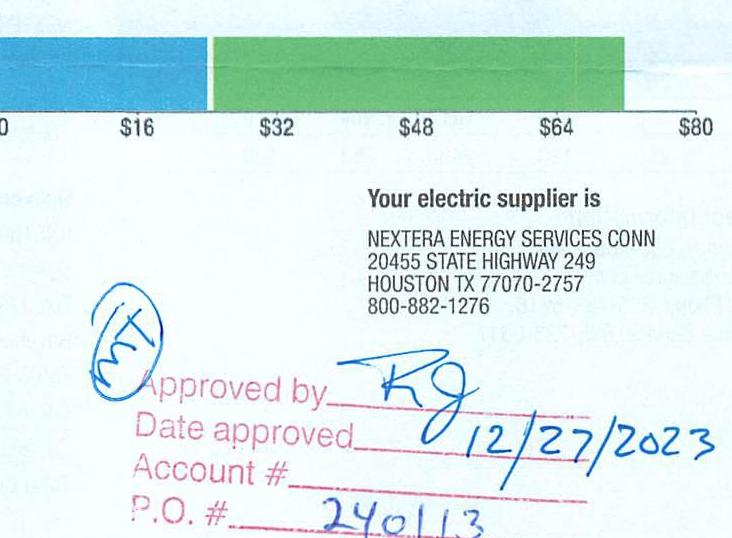 0 $16 $32 $48 $64 $80
Your electric supplier is
NEXTERA ENERGY SERVICES CONN
20455 STATE HIGHWAY 249
HOUSTON TX 77070-2757
800-882-1276
Approved by RJ
Date approved 12/27/2023
Account #
P.O. # 240113